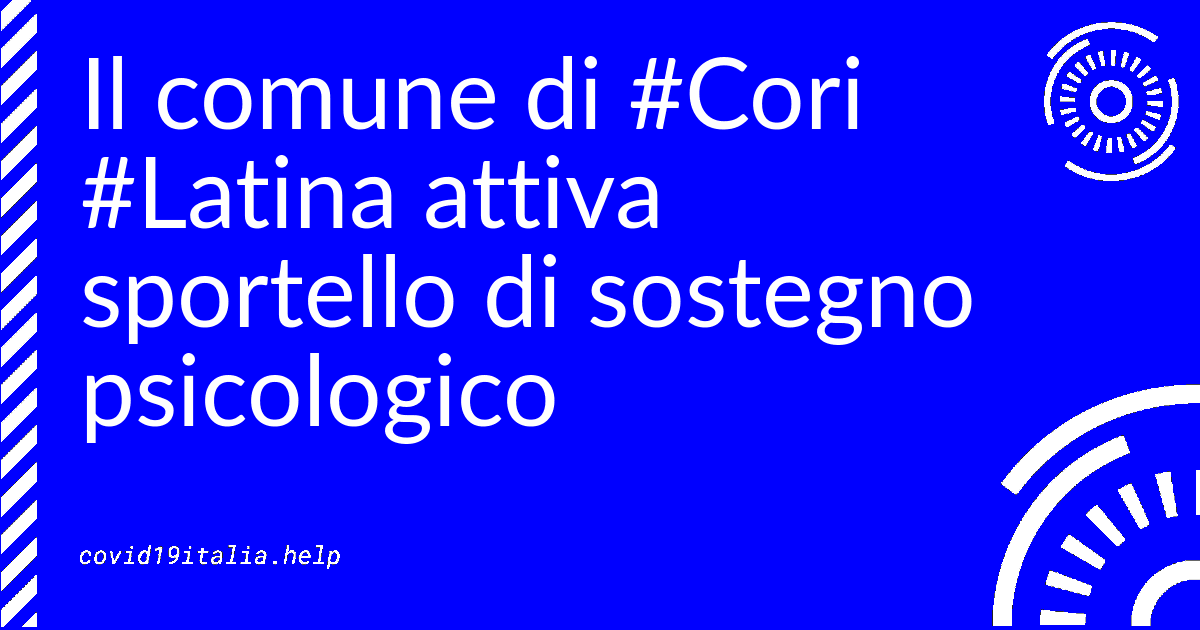 Il comune di #Cori
#Latina attiva
sportello di sostegno
psicologico
covid19italia.help